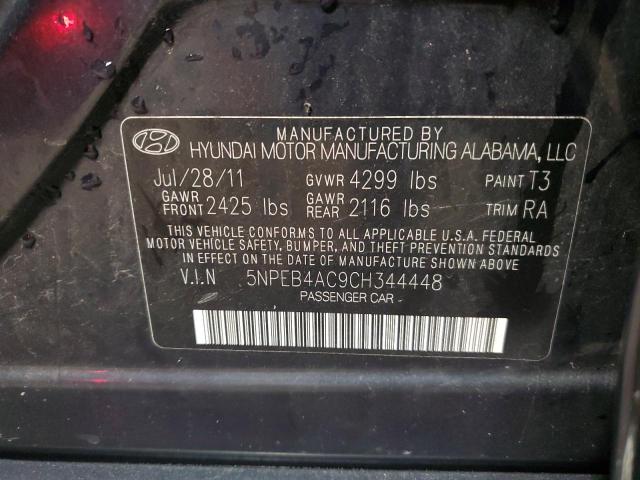 MANUFACTURED BY
HYUNDAI MOTOR MANUFACTURING ALABAMA, LLC
Jul/28/11 GVWR 4299 lbs PAINT T3
GAWR FRONT 2425 lbs GAWR REAR 2116 lbs TRIM RA
THIS VEHICLE CONFORMS TO ALL APPLICABLE U.S.A. FEDERAL
MOTOR VEHICLE SAFETY, BUMPER, AND THEFT PREVENTION STANDARDS
IN EFFECT ON THE DATE OF MANUFACTURE SHOWN ABOVE.
V.I.N : 5NPEB4AC9CH344448
PASSENGER CAR